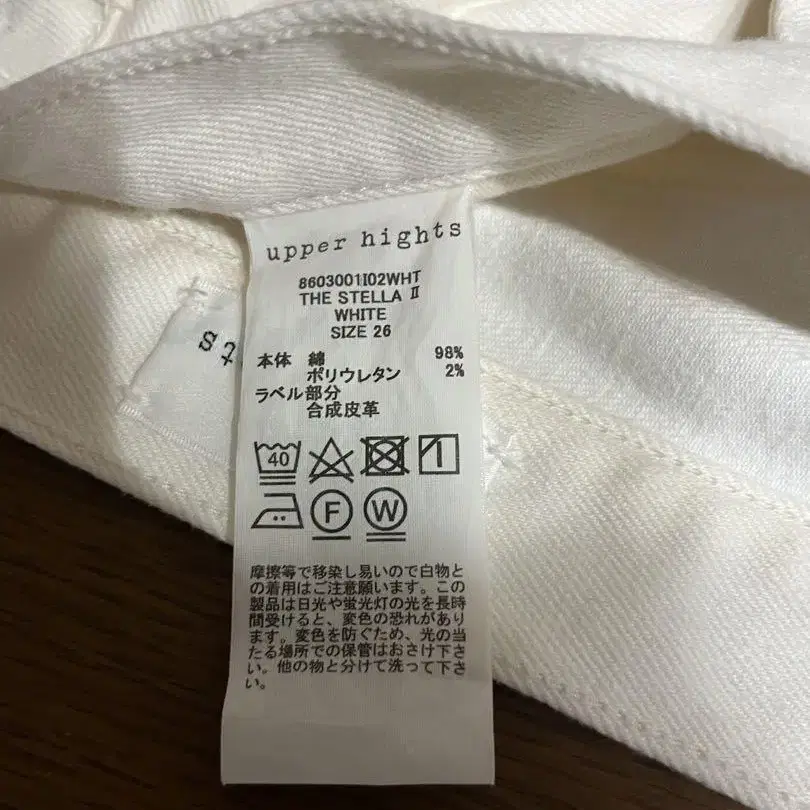 upper hights
8603001I02WHT
THE STELLA Ⅱ
WHITE
SIZE 26
本体 綿 98%
ポリウレタン 2%
ラベル部分
合成皮革
40
F W
摩擦等で移染し易いので白物と
の着用はご注意願います。この
製品は日光や蛍光灯の光を長時
間受けると、変色の恐れがあり
ます。変色を防ぐため、光の当
たる場所での保管はおさけ下さ
い。他の物と分けて洗って下さ
い。